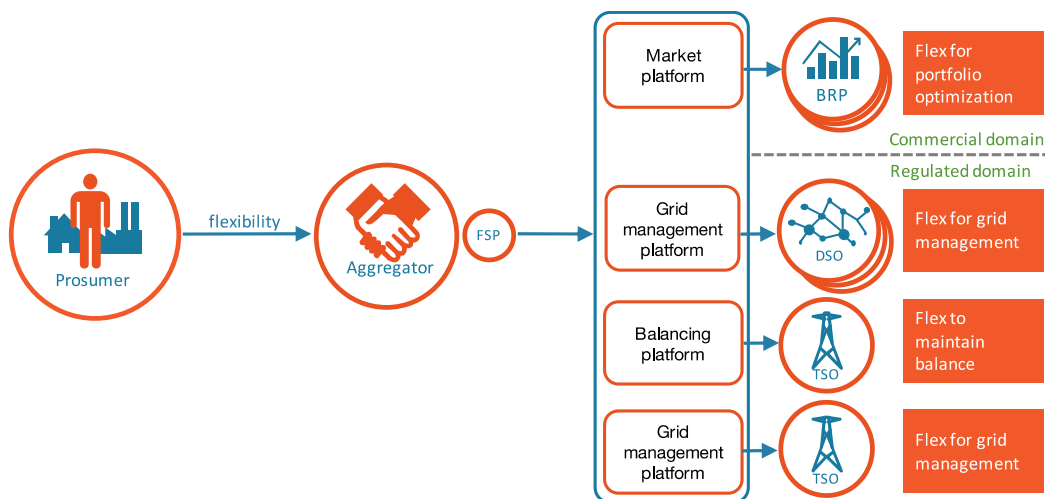 Prosumer
flexibility
Aggregator
FSP
Market
platform
BRP
Flex for
portfolio
optimization
Commercial domain
Regulated domain
Grid
management
platform
DSO
Flex for grid
management
Balancing
platform
TSO
Flex to
maintain
balance
Grid
management
platform
TSO
Flex for grid
management